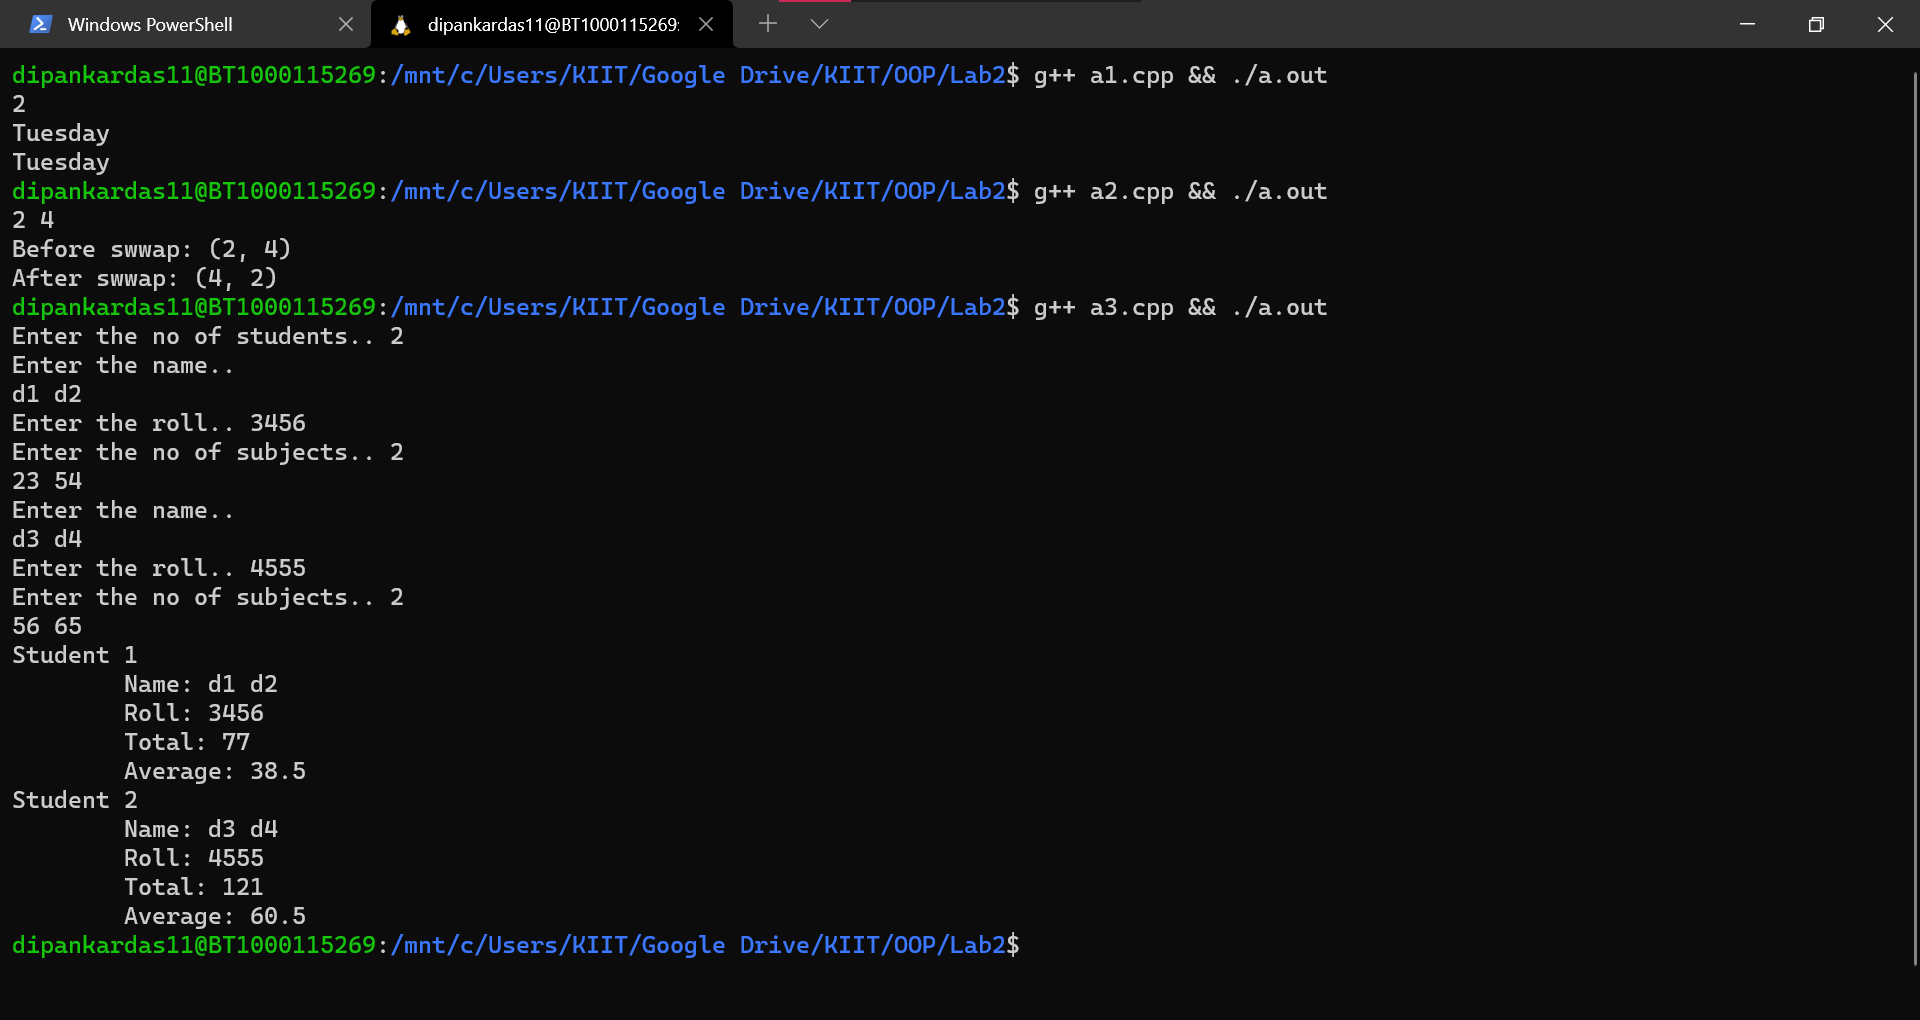 Windows PowerShell
dipankardas11@BT1000115269:
dipankardas11@BT1000115269:/mnt/c/Users/KIIT/Google Drive/KIIT/OOP/Lab2$ g++ a1.cpp && ./a.out
2
Tuesday
Tuesday
dipankardas11@BT1000115269:/mnt/c/Users/KIIT/Google Drive/KIIT/OOP/Lab2$ g++ a2.cpp && ./a.out
2 4
Before swwap: (2, 4)
After swwap: (4, 2)
dipankardas11@BT1000115269:/mnt/c/Users/KIIT/Google Drive/KIIT/OOP/Lab2$ g++ a3.cpp && ./a.out
Enter the no of students.. 2
Enter the name..
d1 d2
Enter the roll.. 3456
Enter the no of subjects.. 2
23 54
Enter the name..
d3 d4
Enter the roll.. 4555
Enter the no of subjects.. 2
56 65
Student 1
Name: d1 d2
Roll: 3456
Total: 77
Average: 38.5
Student 2
Name: d3 d4
Roll: 4555
Total: 121
Average: 60.5
dipankardas11@BT1000115269:/mnt/c/Users/KIIT/Google Drive/KIIT/OOP/Lab2$